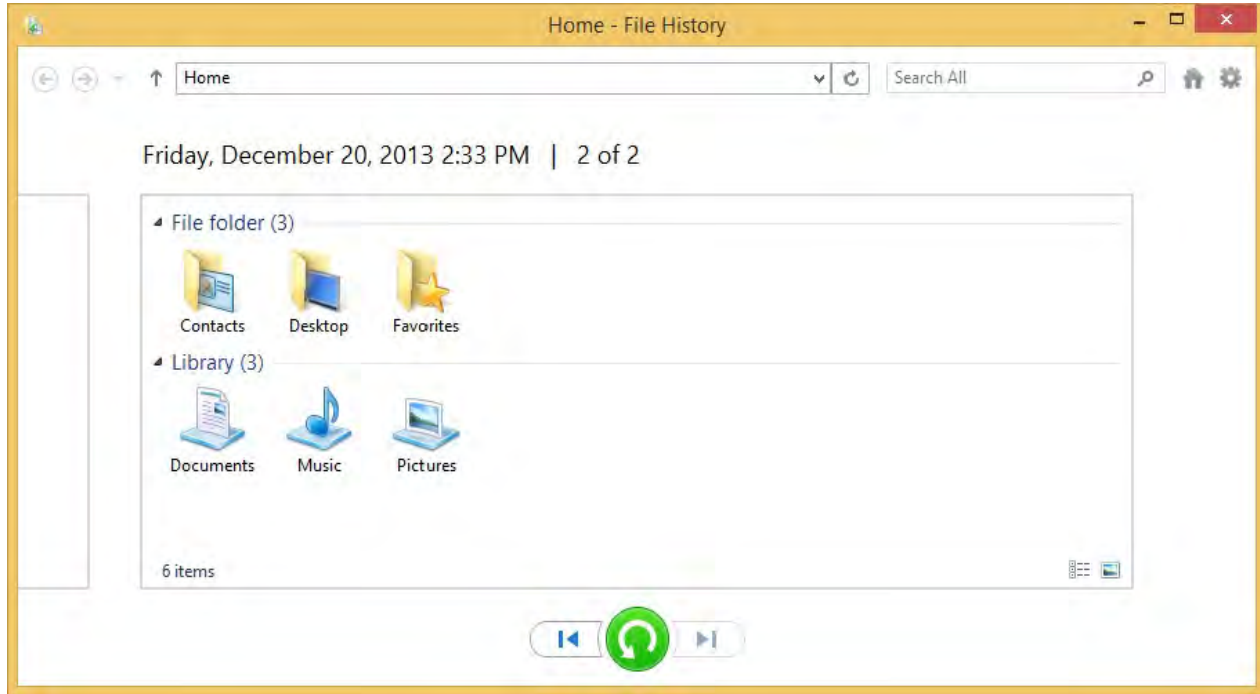 Home - File History
Home
Search All
Friday, December 20, 2013 2:33 PM | 2 of 2
File folder (3)
Contacts Desktop Favorites
Library (3)
Documents Music Pictures
6 items